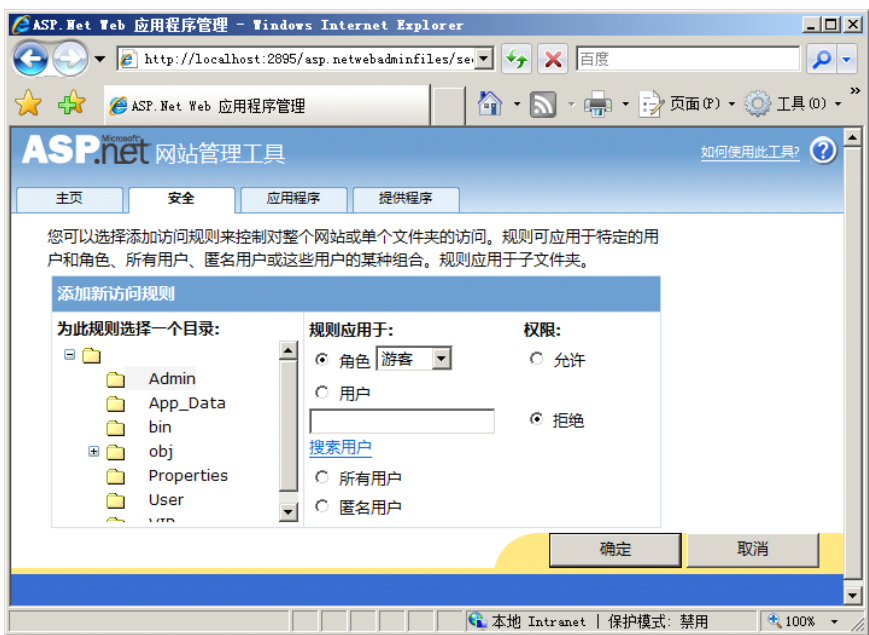 ASP.Net Web 应用程序管理 - Windows Internet Explorer
http://localhost:2895/asp.netwebadminfiles/se
百度
ASP.Net Web 应用程序管理
页面(P)
工具(O)
»
Microsoft
ASP.net 网站管理工具
如何使用此工具? ?
主页 安全 应用程序 提供程序
您可以选择添加访问规则来控制对整个网站或单个文件夹的访问。规则可应用于特定的用
户和角色、所有用户、匿名用户或这些用户的某种组合。规则应用于子文件夹。
添加新访问规则
为此规则选择一个目录:
Admin
App_Data
bin
obj
Properties
User
规则应用于:
角色 游客
用户
搜索用户
所有用户
匿名用户
权限:
允许
拒绝
确定 取消
本地 Intranet | 保护模式: 禁用
100%